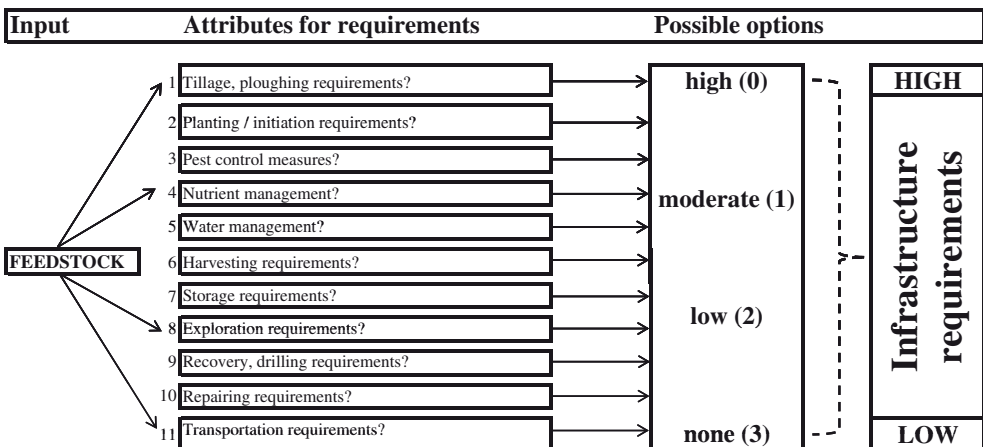 Input Attributes for requirements Possible options
1 Tillage, ploughing requirements?
2 Planting / initiation requirements?
3 Pest control measures?
4 Nutrient management?
5 Water management?
6 Harvesting requirements?
7 Storage requirements?
8 Exploration requirements?
9 Recovery, drilling requirements?
10 Repairing requirements?
11 Transportation requirements?
FEEDSTOCK
high (0)
moderate (1)
low (2)
none (3)
HIGH
Infrastructure
requirements
LOW